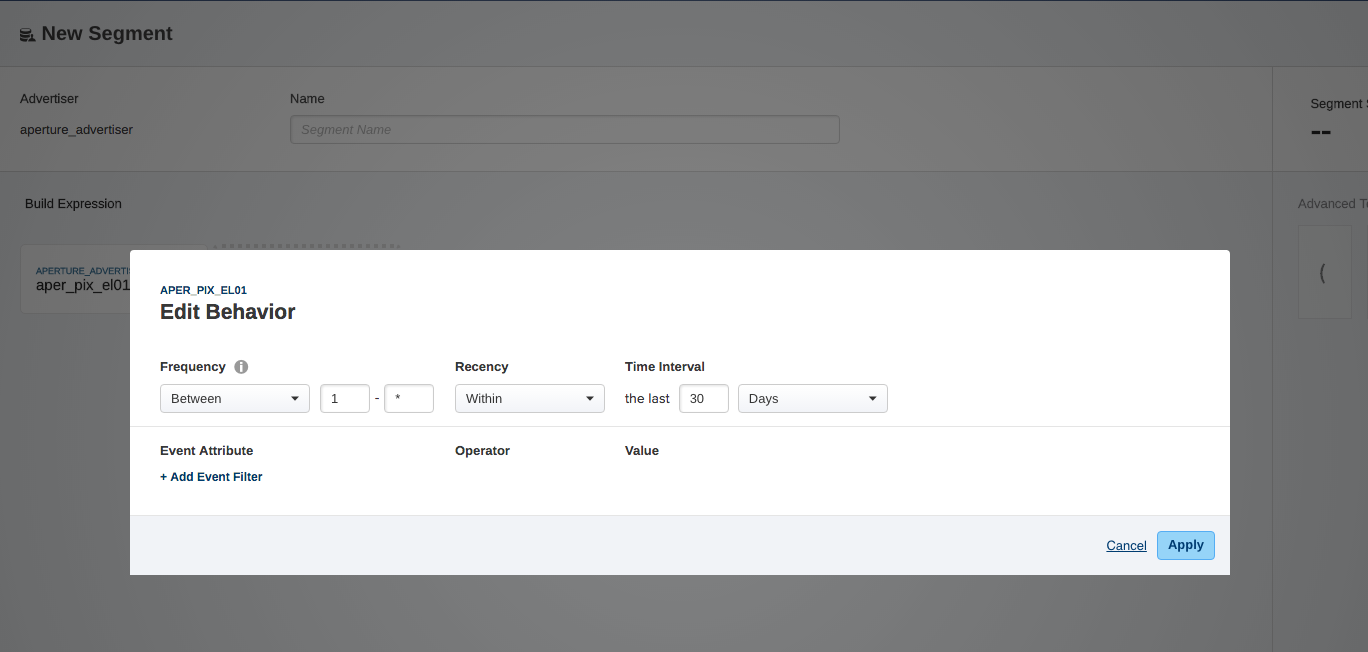 New Segment
Advertiser
Name
Segment
aperture_advertiser
Segment Name
--
Build Expression
Advanced
APERTURE_ADVERTIS
aper_pix_el01
(
APER_PIX_EL01
Edit Behavior
Frequency
Recency
Time Interval
Between
1 - *
Within
the last 30 Days
Event Attribute
Operator
Value
+ Add Event Filter
Cancel
Apply